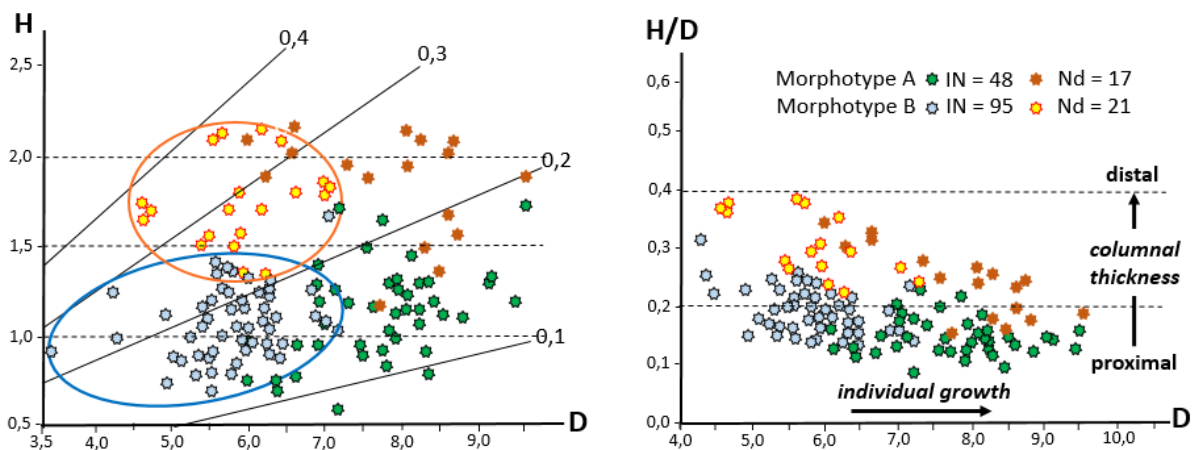 H
0,4
0,3
2,5
2,0
0,2
1,5
1,0
0,1
0,5
D
3,5 4,0 5,0 6,0 7,0 8,0 9,0
H/D
0,6
Morphotype A IN = 48 Nd = 17
Morphotype B IN = 95 Nd = 21
0,5
0,4
distal
0,3
columnal
thickness
0,2
0,1
proximal
individual growth
0,0
D
4,0 5,0 6,0 7,0 8,0 9,0 10,0